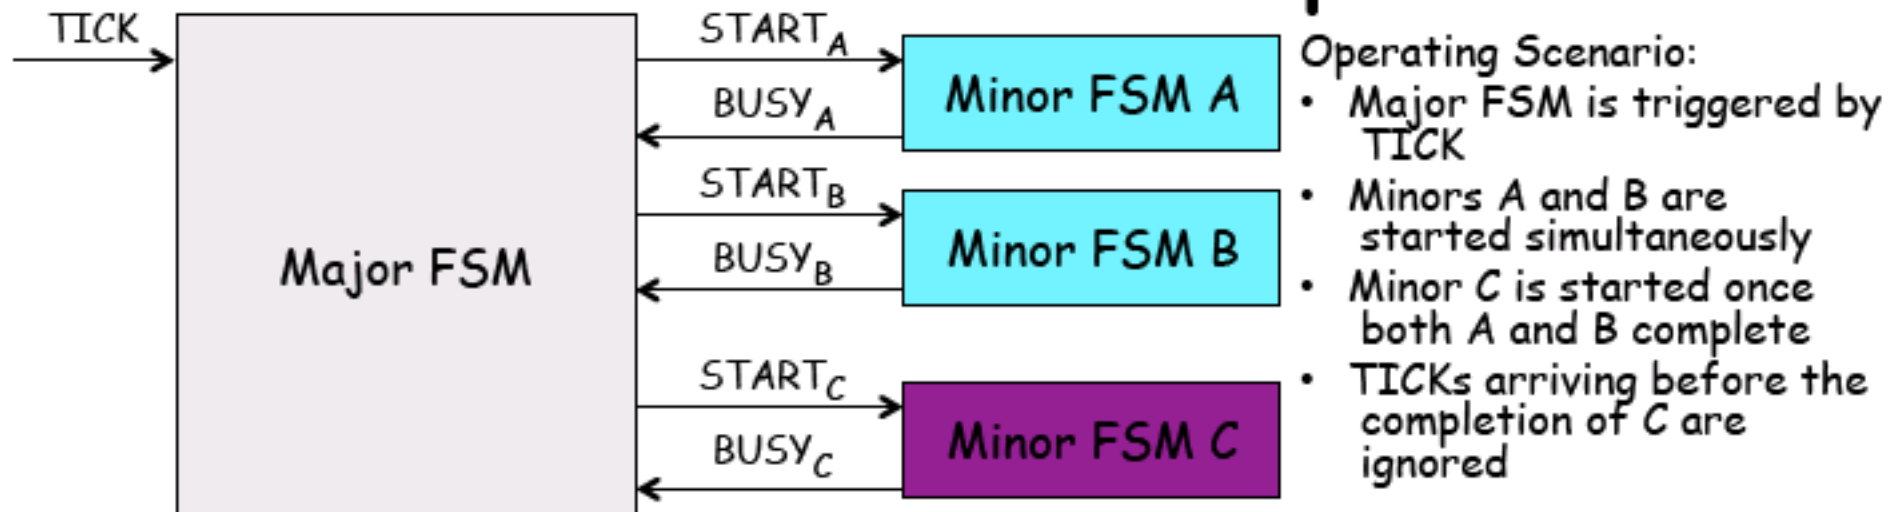 TICK
Major FSM
START_A
BUSY_A
START_B
BUSY_B
START_C
BUSY_C
Minor FSM A
Minor FSM B
Minor FSM C
Operating Scenario:
• Major FSM is triggered by
TICK
• Minors A and B are
started simultaneously
• Minor C is started once
both A and B complete
• TICKs arriving before the
completion of C are
ignored